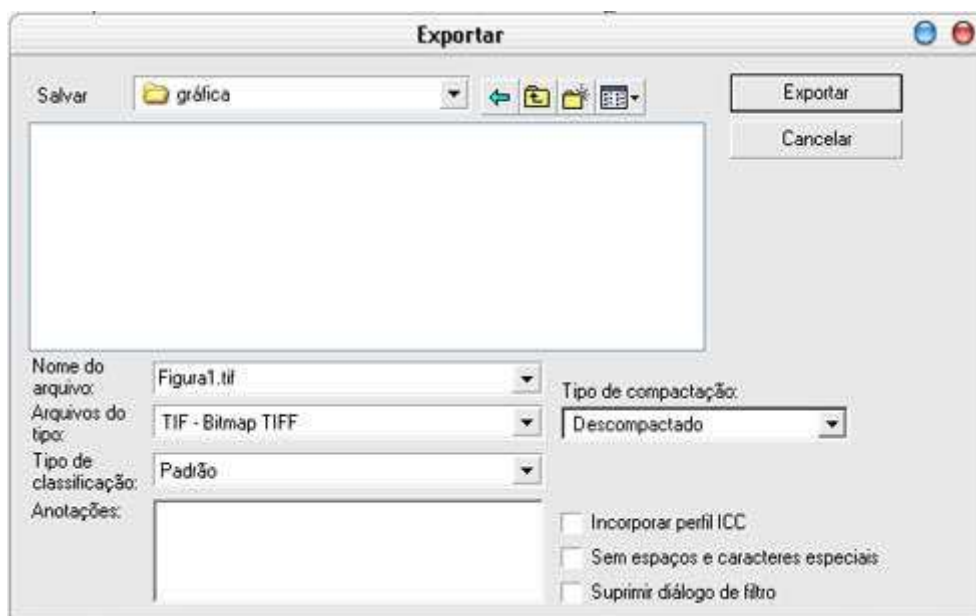 Exportar
Salvar
gráfica
Exportar
Cancelar
Nome do
arquivo:
Figura1.tif
Arquivos do
tipo:
TIF - Bitmap TIFF
Tipo de compactação:
Descompactado
Tipo de
classificação:
Padrão
Anotações:
Incorporar perfil ICC
Sem espaços e caracteres especiais
Suprimir diálogo de filtro